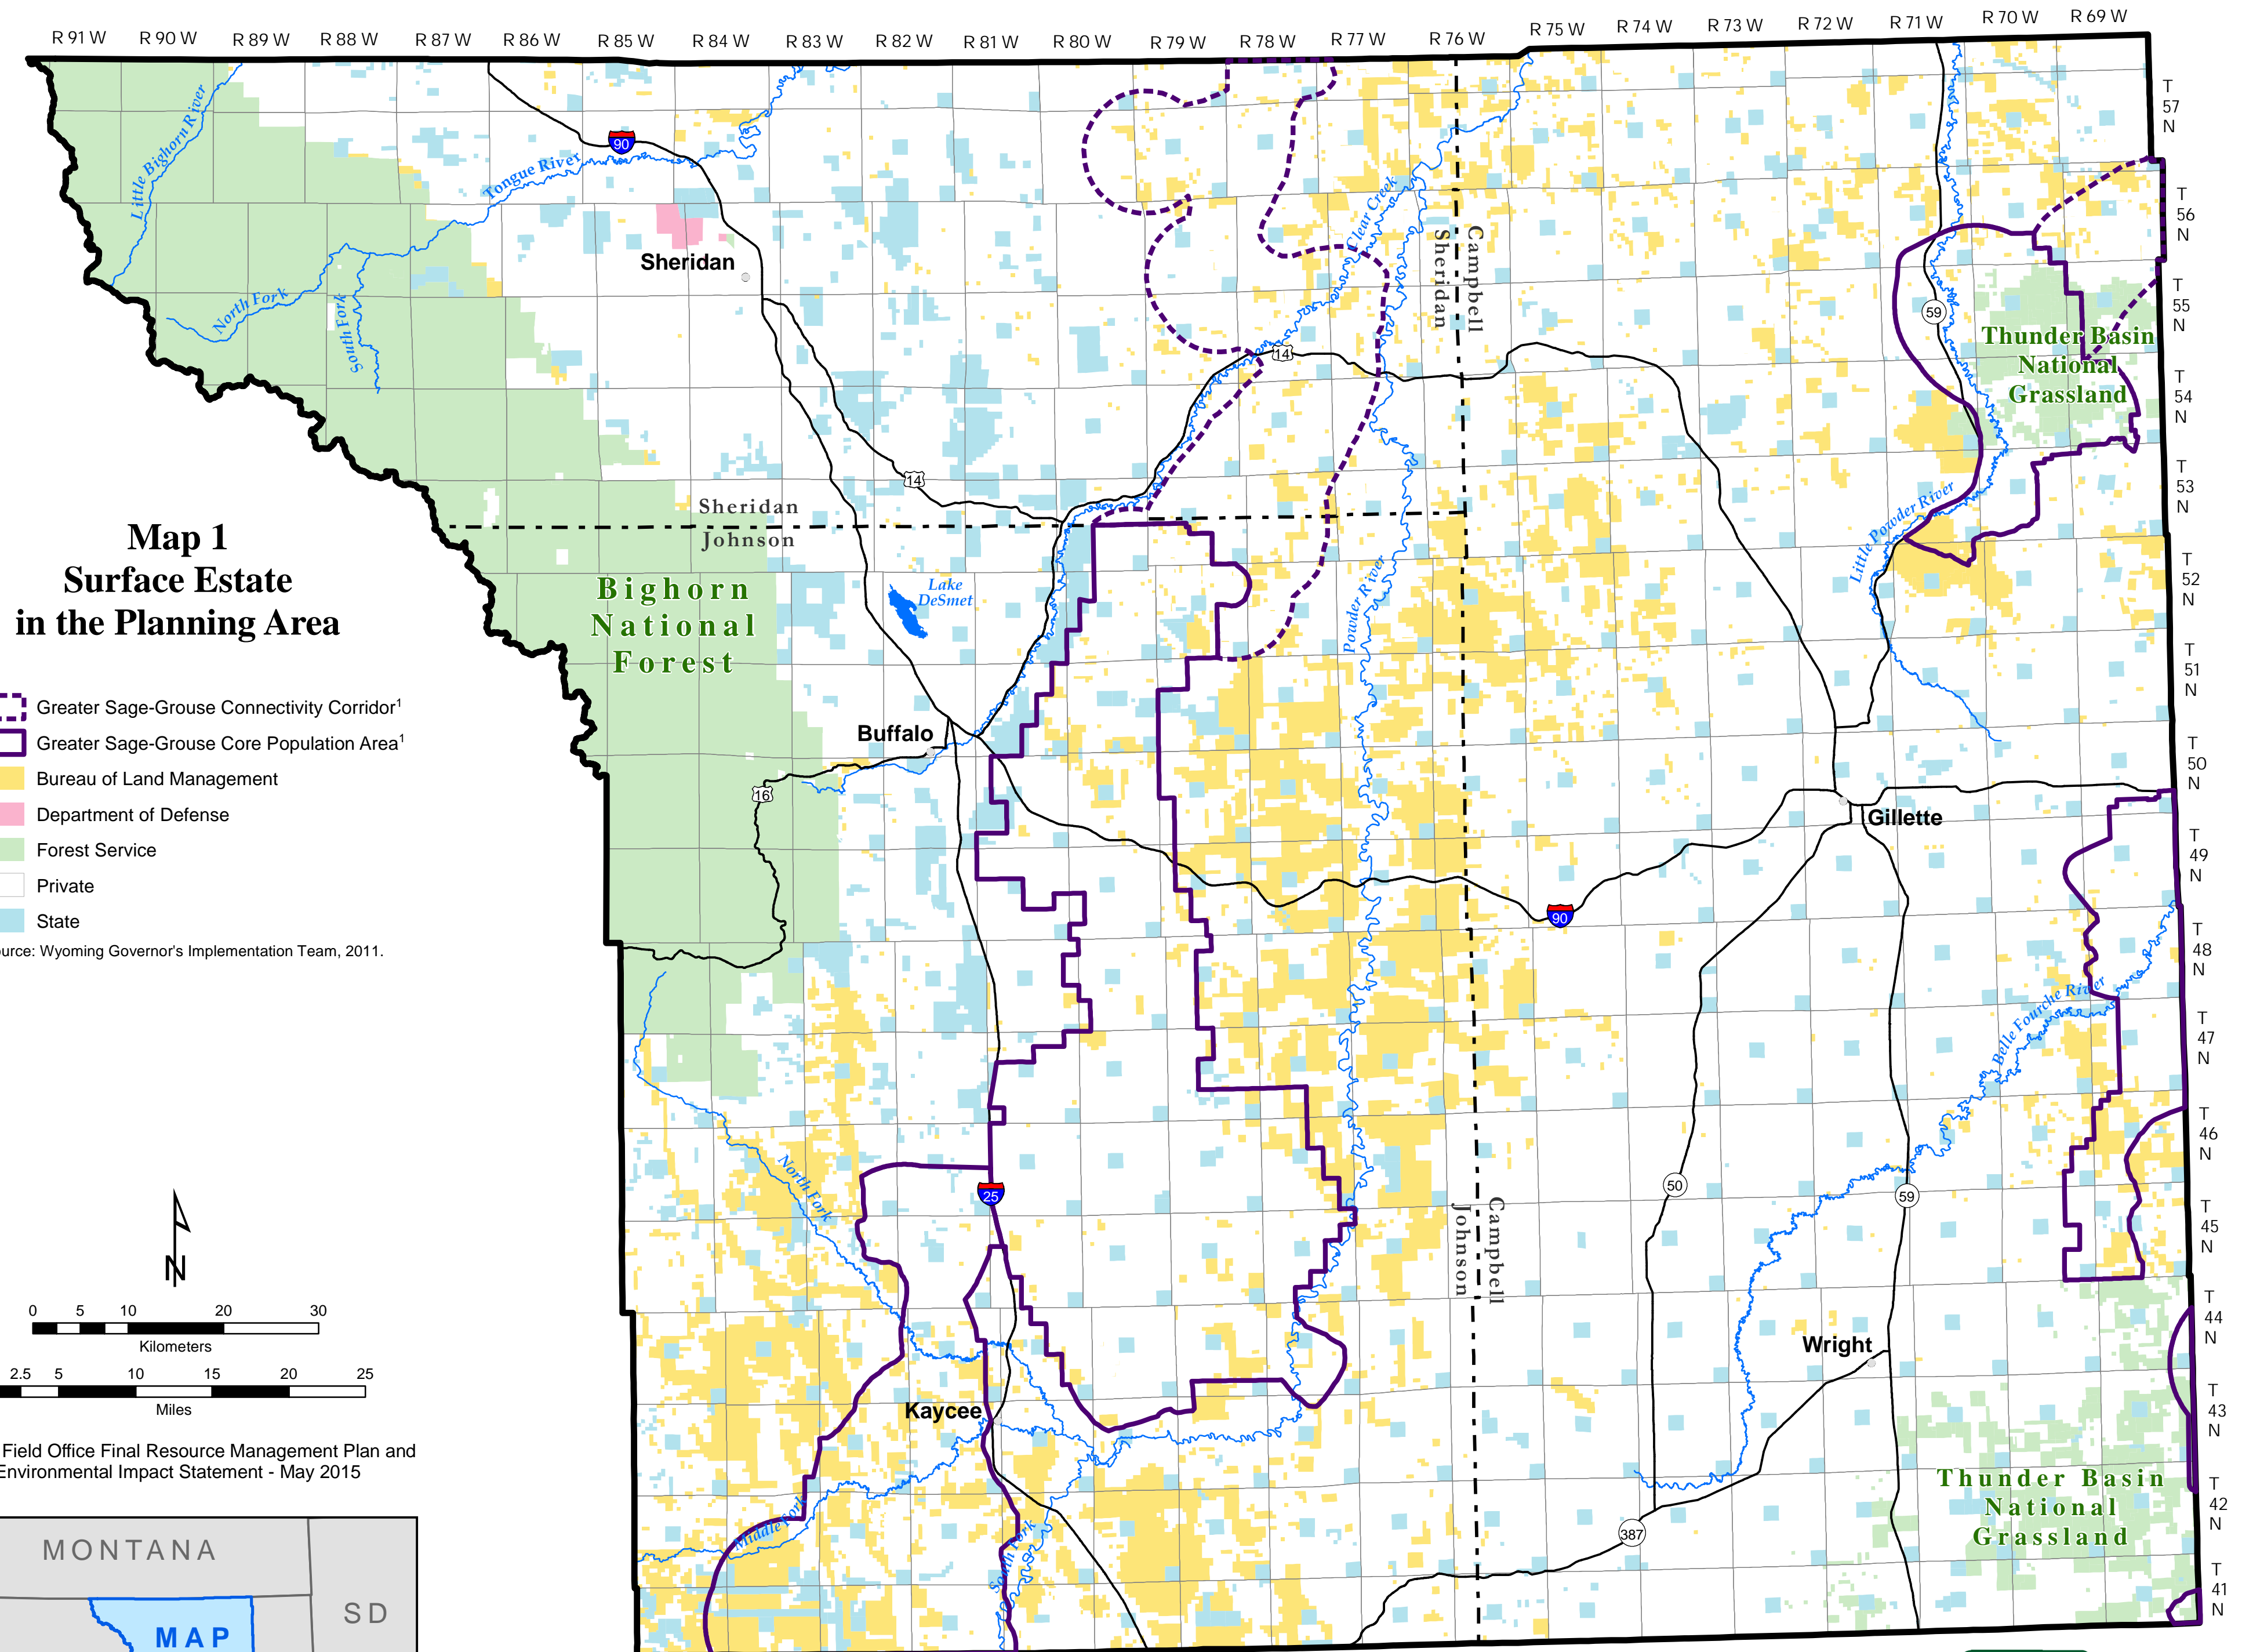 R 91 W
R 90 W
R 89 W
R 88 W
R 87 W
R 86 W
R 85 W
R 84 W
R 83 W
R 82 W
R 81 W
R 80 W
R 79 W
R 78 W
R 77 W
R 76 W
R 75 W
R 74 W
R 73 W
R 72 W
R 71 W
R 70 W
R 69 W
T
57
N
T
56
N
T
55
N
T
54
N
T
53
N
T
52
N
T
51
N
T
50
N
T
49
N
T
48
N
T
47
N
T
46
N
T
45
N
T
44
N
T
43
N
T
42
N
T
41
N
Little Bighorn River
Tongue River
90
North Fork
South Fork
Sheridan
Clear Creek
Sheridan
Campbell
14
59
Thunder Basin
National
Grassland
14
Sheridan
Johnson
Bighorn
National
Forest
Lake
DeSmet
Powder River
Little Powder River
Buffalo
16
Gillette
90
Belle Fourche River
North Fork
25
Johnson
Campbell
50
59
Wright
Kaycee
Middle Fork
South Fork
387
Thunder Basin
National
Grassland
Map 1
Surface Estate
in the Planning Area
Greater Sage-Grouse Connectivity Corridor1
Greater Sage-Grouse Core Population Area1
Bureau of Land Management
Department of Defense
Forest Service
Private
State
urce: Wyoming Governor's Implementation Team, 2011.
N
0 5 10 20 30
Kilometers
2.5 5 10 15 20 25
Miles
Field Office Final Resource Management Plan and
Environmental Impact Statement - May 2015
MONTANA
SD
MAP